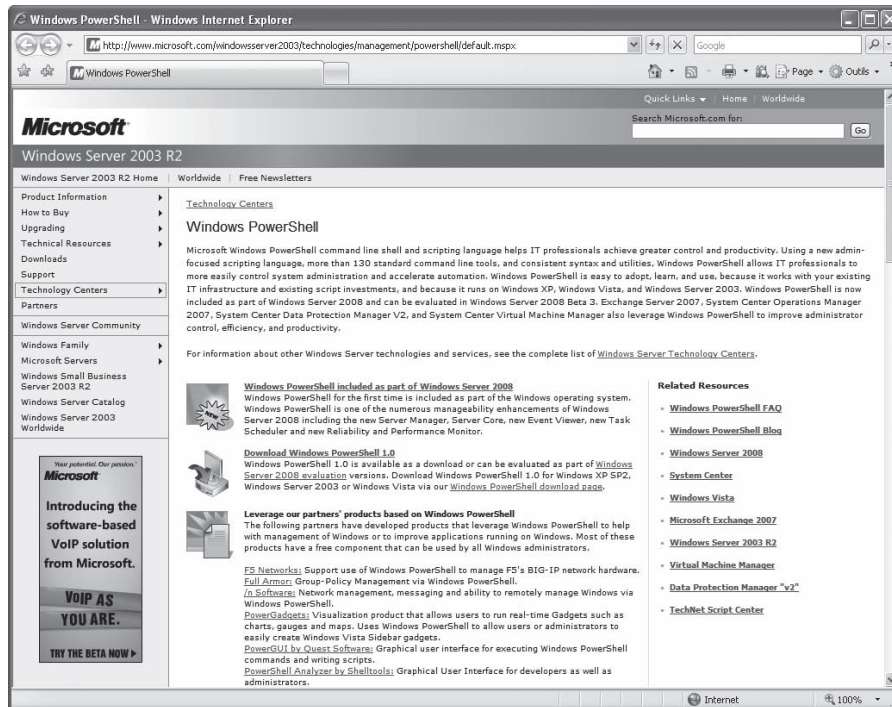 Windows PowerShell - Windows Internet Explorer
http://www.microsoft.com/windowsserver2003/technologies/management/powershell/default.mspx
Google
Windows PowerShell
Page
Outils
Quick Links | Home | Worldwide
Microsoft
Search Microsoft.com for:
Go
Windows Server 2003 R2
Windows Server 2003 R2 Home | Worldwide | Free Newsletters
Product Information
How to Buy
Upgrading
Technical Resources
Downloads
Support
Technology Centers
Partners
Windows Server Community
Windows Family
Microsoft Servers
Windows Small Business
Server 2003 R2
Windows Server Catalog
Windows Server 2003
Worldwide
Your potential. Our passion.™
Microsoft
Introducing the
software-based
VoIP solution
from Microsoft.
VOIP AS
YOU ARE.
TRY THE BETA NOW
Technology Centers
Windows PowerShell
Microsoft Windows PowerShell command line shell and scripting language helps IT professionals achieve greater control and productivity. Using a new admin-
focused scripting language, more than 130 standard command line tools, and consistent syntax and utilities, Windows PowerShell allows IT professionals to
more easily control system administration and accelerate automation. Windows PowerShell is easy to adopt, learn, and use, because it works with your existing
IT infrastructure and existing script investments, and because it runs on Windows XP, Windows Vista, and Windows Server 2003. Windows PowerShell is now
included as part of Windows Server 2008 and can be evaluated in Windows Server 2008 Beta 3. Exchange Server 2007, System Center Operations Manager
2007, System Center Data Protection Manager V2, and System Center Virtual Machine Manager also leverage Windows PowerShell to improve administrator
control, efficiency, and productivity.
For information about other Windows Server technologies and services, see the complete list of Windows Server Technology Centers.
NEW
Windows PowerShell included as part of Windows Server 2008
Windows PowerShell for the first time is included as part of the Windows operating system.
Windows PowerShell is one of the numerous manageability enhancements of Windows
Server 2008 including the new Server Manager, Server Core, new Event Viewer, new Task
Scheduler and new Reliability and Performance Monitor.
Download Windows PowerShell 1.0
Windows PowerShell 1.0 is available as a download or can be evaluated as part of Windows
Server 2008 evaluation versions. Download Windows PowerShell 1.0 for Windows XP SP2,
Windows Server 2003 or Windows Vista via our Windows PowerShell download page.
Leverage our partners' products based on Windows PowerShell
The following partners have developed products that leverage Windows PowerShell to help
with management of Windows or to improve applications running on Windows. Most of these
products have a free component that can be used by all Windows administrators.
F5 Networks: Support use of Windows PowerShell to manage F5's BIG-IP network hardware.
Full Armor: Group-Policy Management via Windows PowerShell.
/n Software: Network management, messaging and ability to remotely manage Windows via
Windows PowerShell.
PowerGadgets: Visualization product that allows users to run real-time Gadgets such as
charts, gauges and maps. Uses Windows PowerShell to allow users or administrators to
easily create Windows Vista Sidebar gadgets.
PowerGUI by Quest Software: Graphical user interface for executing Windows PowerShell
commands and writing scripts.
PowerShell Analyzer by Shelltools: Graphical User Interface for developers as well as
administrators.
Related Resources
Windows PowerShell FAQ
Windows PowerShell Blog
Windows Server 2008
System Center
Windows Vista
Microsoft Exchange 2007
Windows Server 2003 R2
Virtual Machine Manager
Data Protection Manager "v2"
TechNet Script Center
Internet
100%